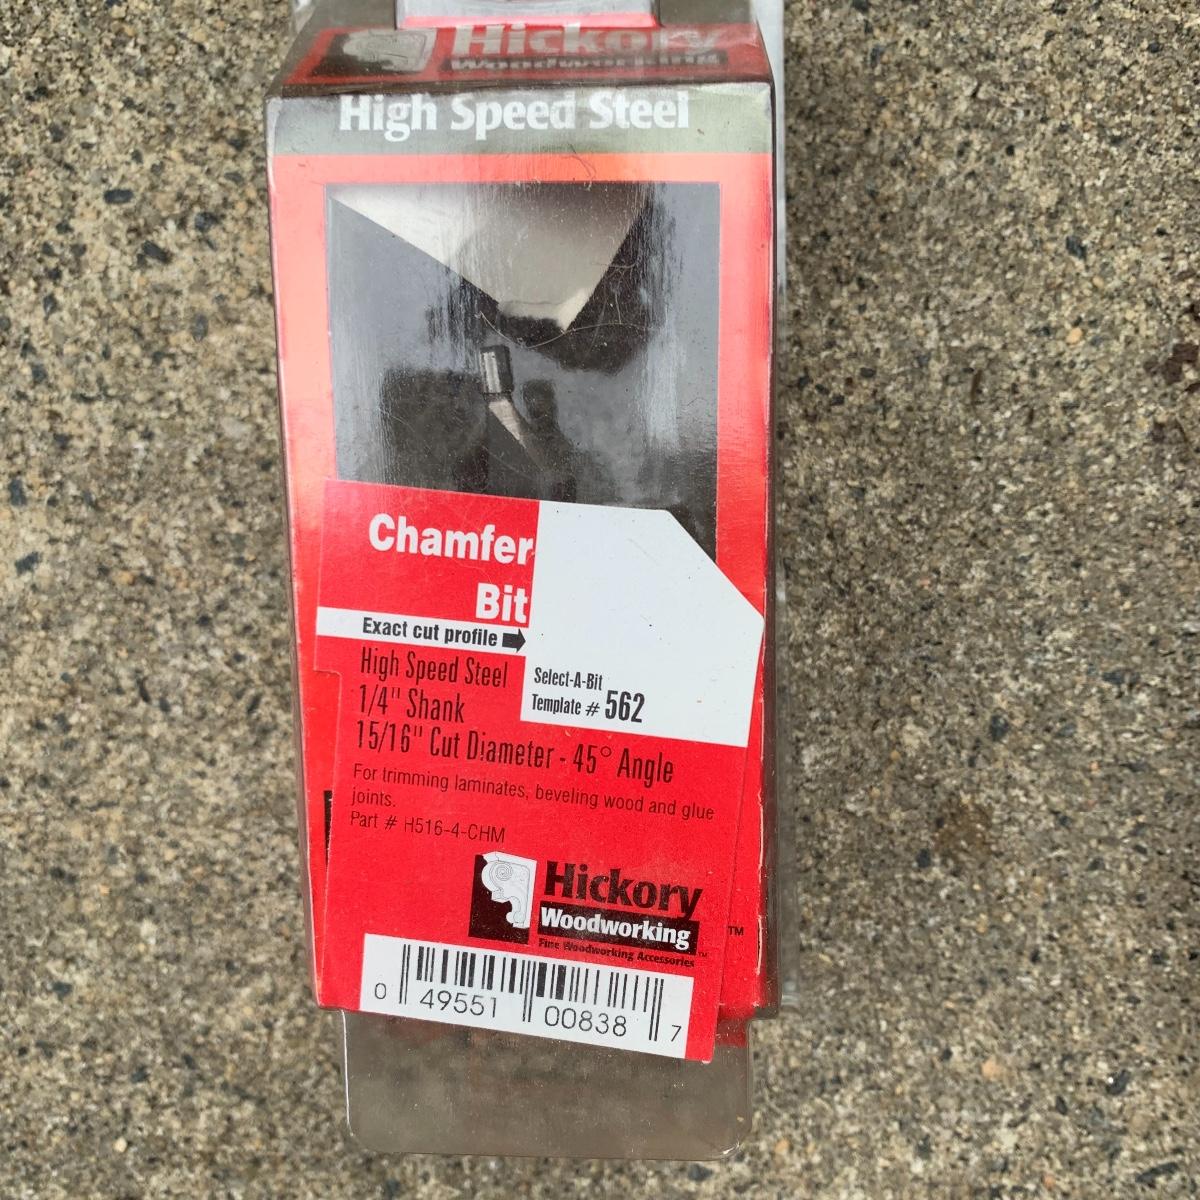 Hickory
Woodworking
High Speed Steel
Chamfer
Bit
Exact cut profile
High Speed Steel
1/4" Shank
15/16" Cut Diameter - 45° Angle
Select-A-Bit
Template # 562
For trimming laminates, beveling wood and glue
joints.
Part # H516-4-CHM
Hickory
Woodworking™
Fine Woodworking Accessories
™
0 49551 00838 7